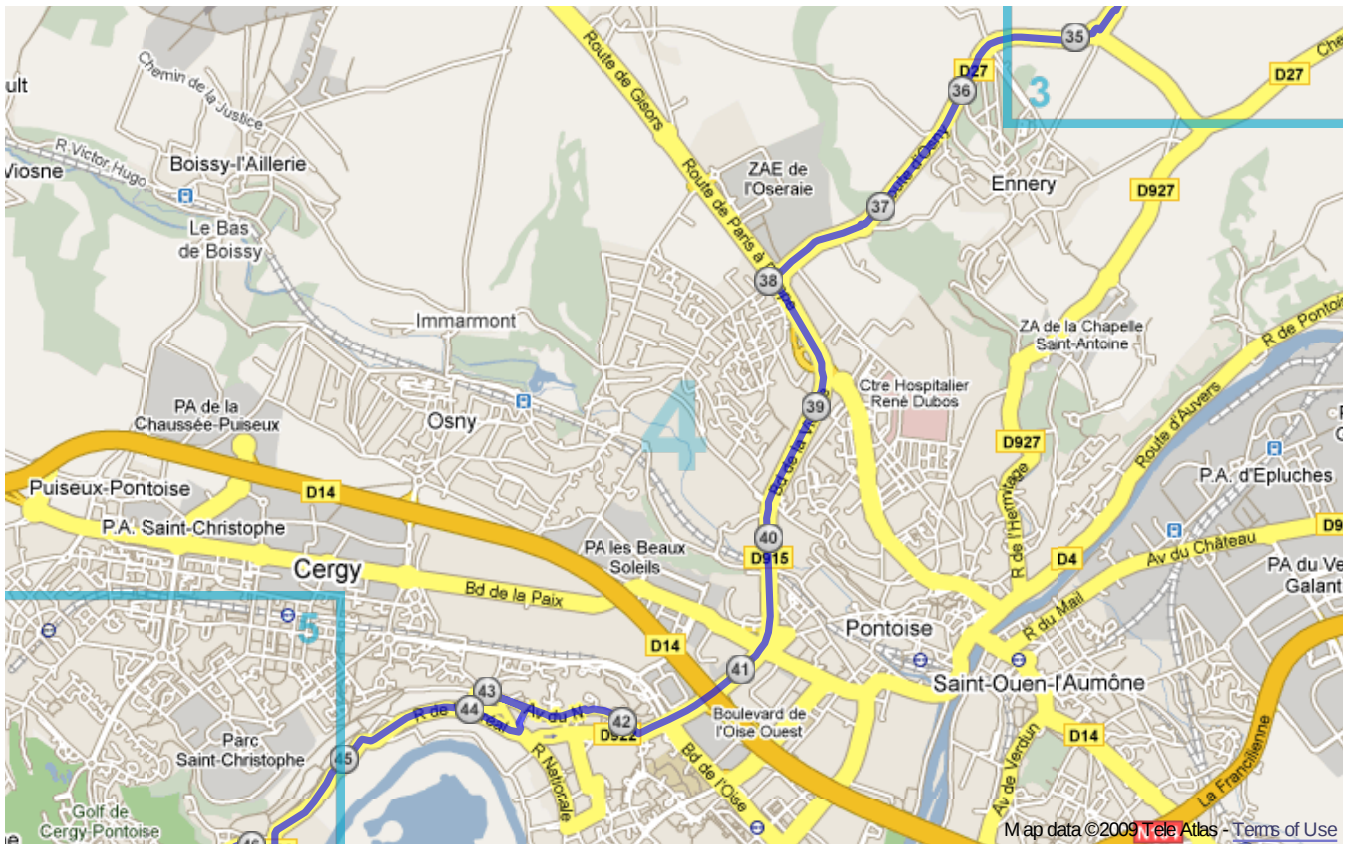 35
D27
36
3
D27
Route de Gisors
Chemin de la Justice
R Victor Hugo
Viosne
Boissy-l'Aillerie
ZAE de
l'Oseraie
Ennery
D927
37
Le Bas
de Boissy
38
Immarmont
ZA de la Chapelle
Saint-Antoine
R de Pontoi
PA de la
Chaussée-Puiseux
Osny
4
39
Ctre Hospitalier
René Dubos
Route d'Auvers
D927
P.A. d'Epluches
Puiseux-Pontoise
D14
P.A. Saint-Christophe
R de l'Hermitage
40
D915
PA les Beaux
Soleils
D4
Av du Château
Cergy
Bd de la Paix
PA du Ve
Galant
R du Mail
5
D14
Pontoise
41
Saint-Ouen-l'Aumône
43
44
Av du N
42
D922
Boulevard de
l'Oise Ouest
D14
Parc
Saint-Christophe
45
R Nationale
Bd de l'Oise
Av de Verdun
La Francilienne
Golf de
Cergy Pontoise
46
Map data ©2009 Tele Atlas - Terms of Use